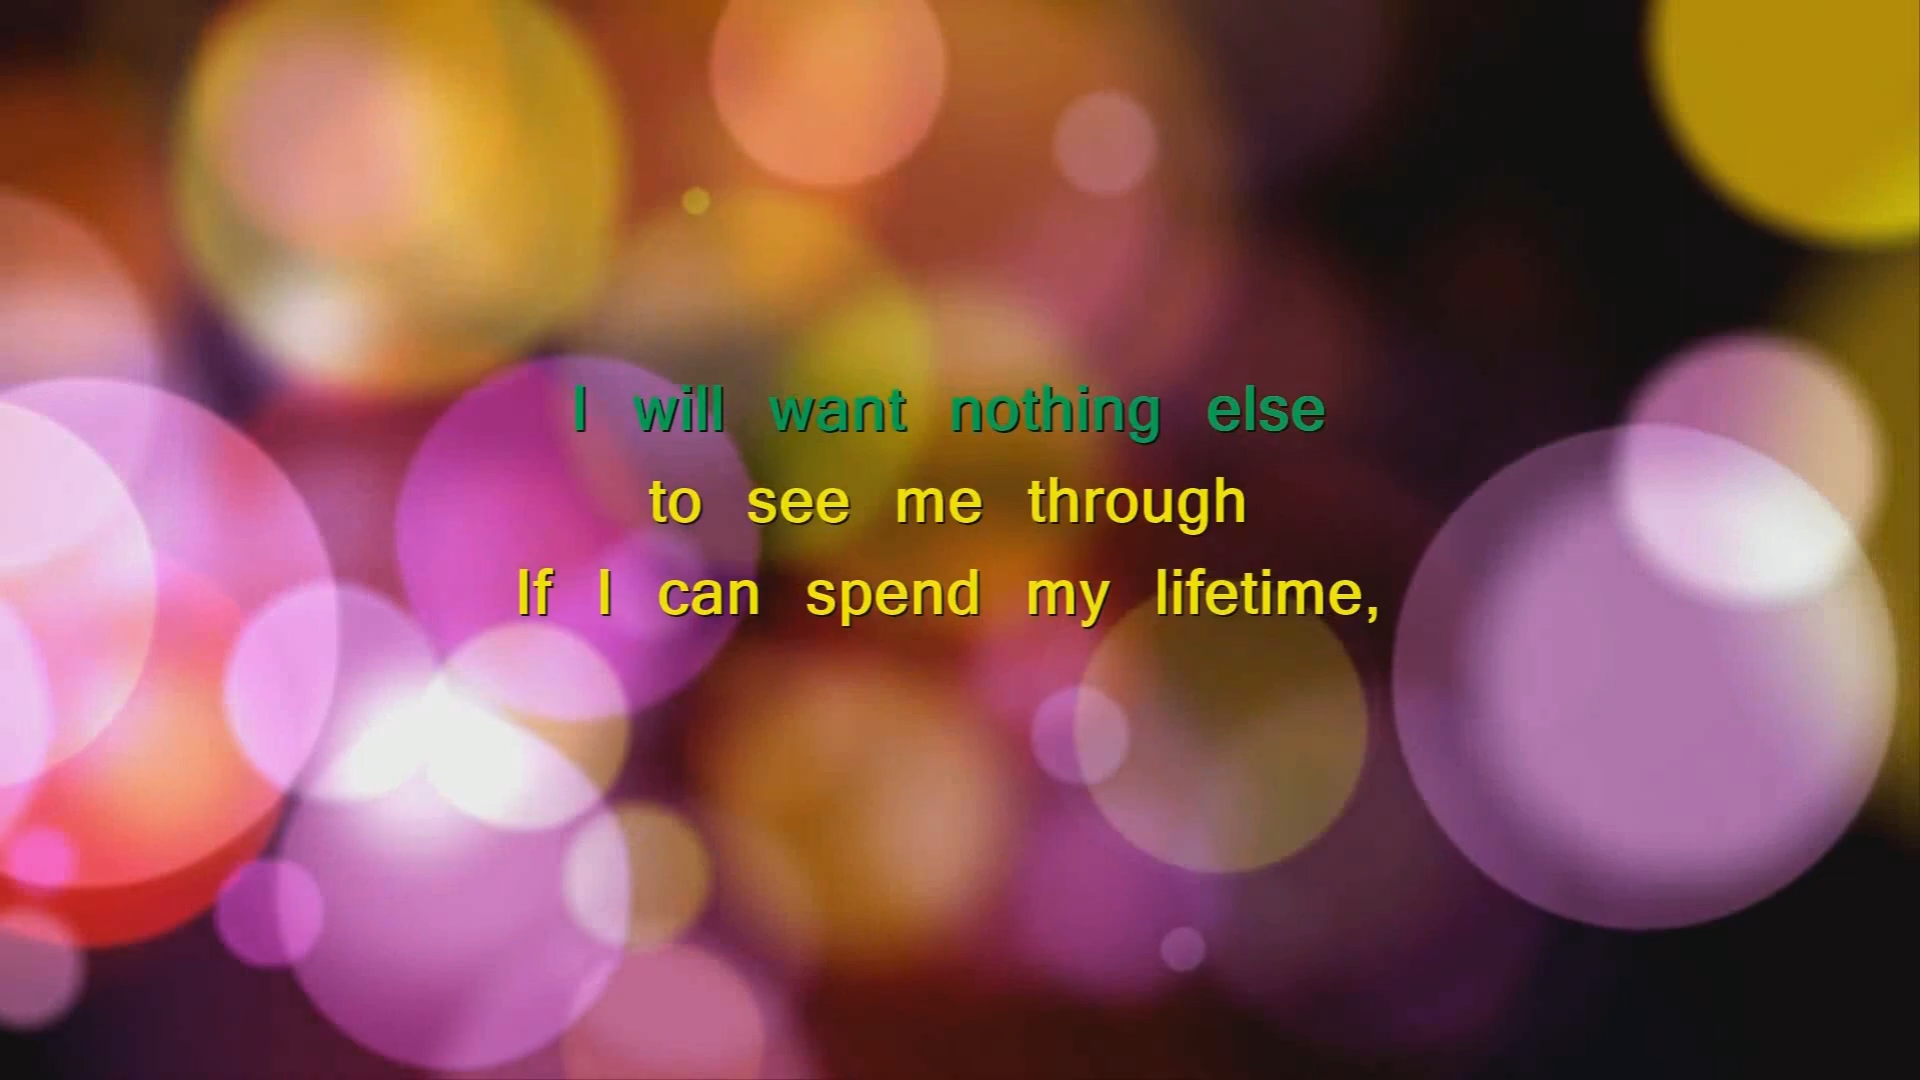 I will want nothing else
to see me through
If I can spend my lifetime,